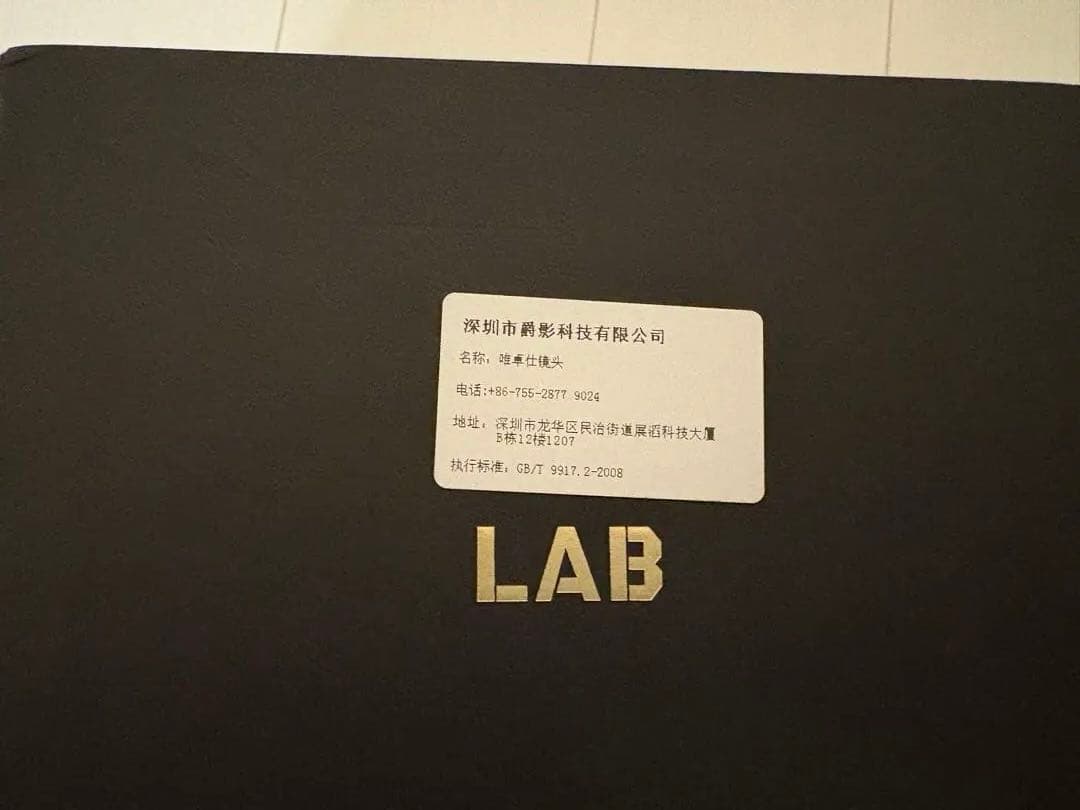 深圳市爵影科技有限公司
名称：唯卓仕镜头
电话:+86-755-2877 9024
地址：深圳市龙华区民治街道展滔科技大厦
B栋12楼1207
执行标准：GB/T 9917.2-2008
LAB